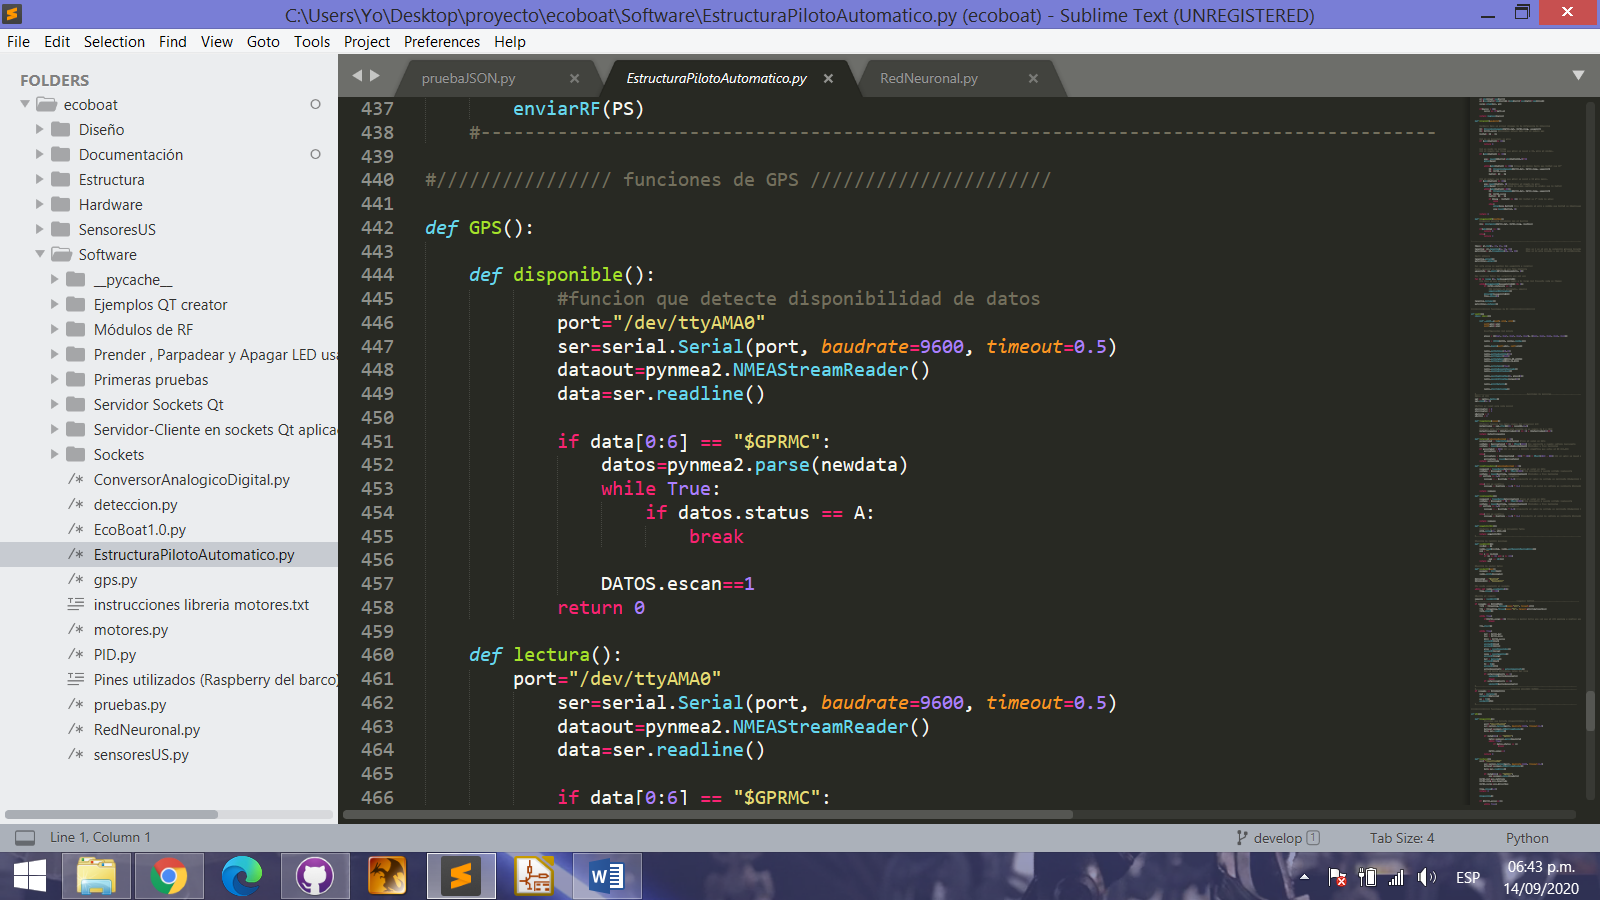 C:\Users\Yo\Desktop\proyecto\ecoboat\Software\EstructuraPilotoAutomatico.py (ecoboat) - Sublime Text (UNREGISTERED)
File Edit Selection Find View Goto Tools Project Preferences Help
FOLDERS
ecoboat
Diseño
Documentación
Estructura
Hardware
SensoresUS
Software
__pycache__
Ejemplos QT creator
Módulos de RF
Prender , Parpadear y Apagar LED usa
Primeras pruebas
Servidor Sockets Qt
Servidor-Cliente en sockets Qt aplica
Sockets
/* ConversorAnalogicoDigital.py
/* deteccion.py
/* EcoBoat1.0.py
/* EstructuraPilotoAutomatico.py
/* gps.py
instrucciones libreria motores.txt
/* motores.py
/* PID.py
Pines utilizados (Raspberry del barco)
/* pruebas.py
/* RedNeuronal.py
/* sensoresUS.py
pruebaJSON.py × EstructuraPilotoAutomatico.py × RedNeuronal.py ×
437 enviarRF(PS)
438 #---------------------------------------------------------------------------------------
439
440 #//////////////// funciones de GPS //////////////////////
441
442 def GPS():
443
444 def disponible():
445 #funcion que detecte disponibilidad de datos
446 port="/dev/ttyAMA0"
447 ser=serial.Serial(port, baudrate=9600, timeout=0.5)
448 dataout=pynmea2.NMEAStreamReader()
449 data=ser.readline()
450
451 if data[0:6] == "$GPRMC":
452 datos=pynmea2.parse(newdata)
453 while True:
454 if datos.status == A:
455 break
456
457 DATOS.escan==1
458 return 0
459
460 def lectura():
461 port="/dev/ttyAMA0"
462 ser=serial.Serial(port, baudrate=9600, timeout=0.5)
463 dataout=pynmea2.NMEAStreamReader()
464 data=ser.readline()
465
466 if data[0:6] == "$GPRMC":
Line 1, Column 1 develop 1 Tab Size: 4 Python
W ESP 06:43 p.m.
14/09/2020